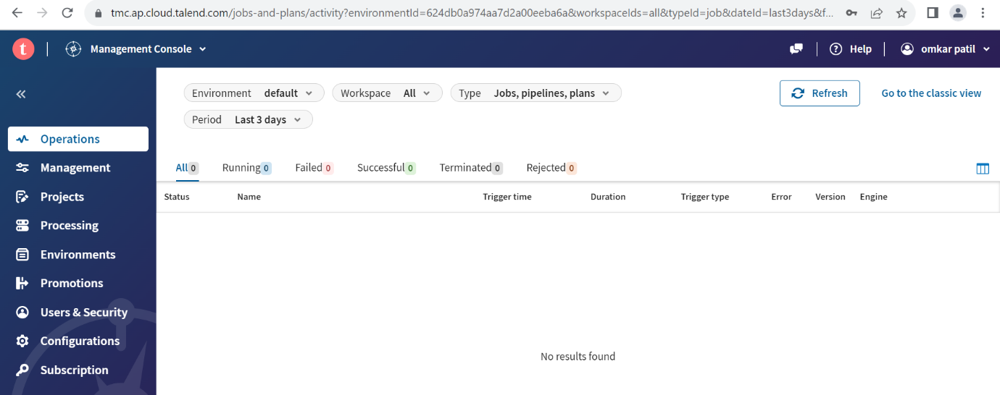 tmc.ap.cloud.talend.com/jobs-and-plans/activity?environmentId=624db0a974aa7d2a00eeba6a&workspaceIds=all&typeId=job&dateId=last3days&f...
t
Management Console
Help
omkar patil
Environment default
Workspace All
Type Jobs, pipelines, plans
Refresh
Go to the classic view
Period Last 3 days
Operations
Management
Projects
Processing
Environments
Promotions
Users & Security
Configurations
Subscription
All 0 Running 0 Failed 0 Successful 0 Terminated 0 Rejected 0
Status Name Trigger time Duration Trigger type Error Version Engine
No results found